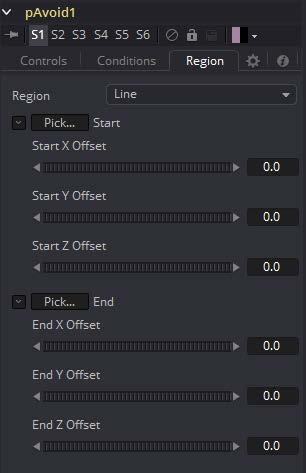 pAvoid1
S1 S2 S3 S4 S5 S6
Controls Conditions Region
Region Line
Pick... Start
Start X Offset
0.0
Start Y Offset
0.0
Start Z Offset
0.0
Pick... End
End X Offset
0.0
End Y Offset
0.0
End Z Offset
0.0